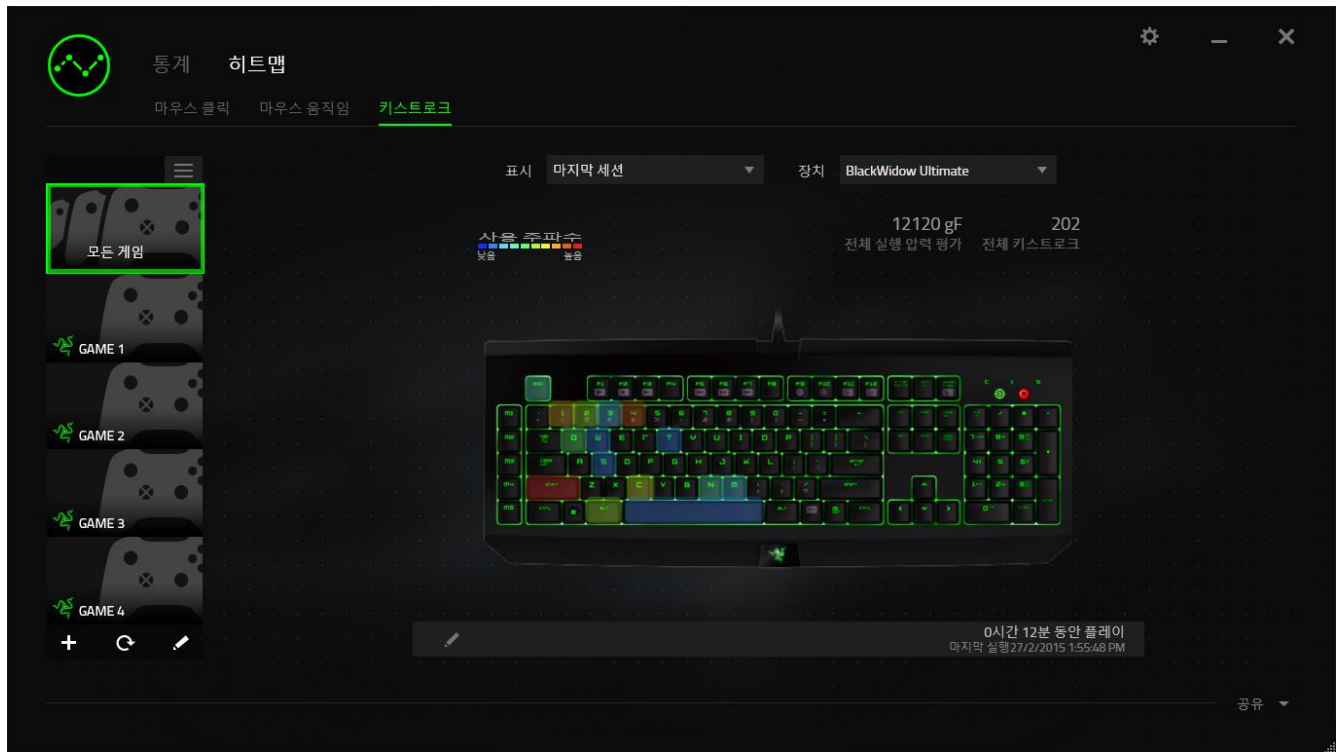 통계 히트맵
마우스 클릭 마우스 움직임 키스트로크
표시 마지막 세션 장치 BlackWidow Ultimate
12120 gF 202
전체 실행 압력 평가 전체 키스트로크
사용 주파수
낮음 높음
모든 게임
GAME 1
GAME 2
GAME 3
GAME 4
0시간 12분 동안 플레이
마지막 실행27/2/2015 1:55:48 PM
공유